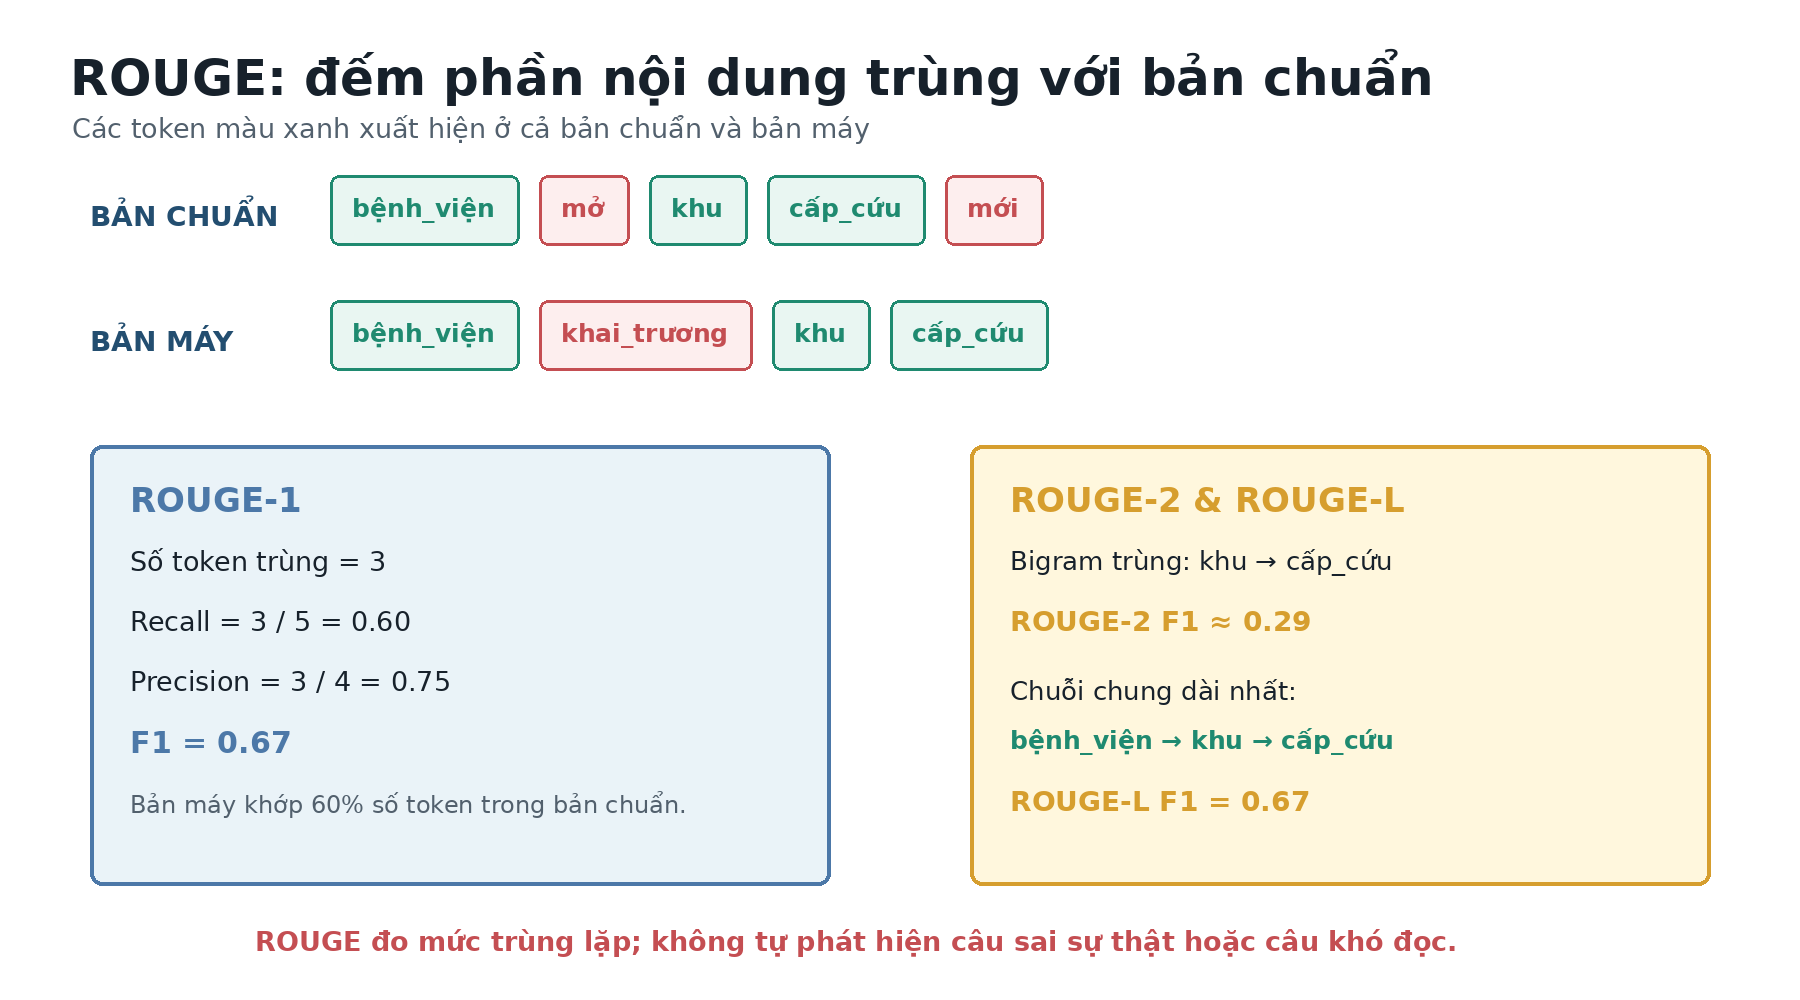 ROUGE: đếm phần nội dung trùng với bản chuẩn
Các token màu xanh xuất hiện ở cả bản chuẩn và bản máy
BẢN CHUẨN bệnh_viện mở khu cấp_cứu mới
BẢN MÁY bệnh_viện khai_trương khu cấp_cứu
ROUGE-1
Số token trùng = 3
Recall = 3 / 5 = 0.60
Precision = 3 / 4 = 0.75
F1 = 0.67
Bản máy khớp 60% số token trong bản chuẩn.
ROUGE-2 & ROUGE-L
Bigram trùng: khu → cấp_cứu
ROUGE-2 F1 ≈ 0.29
Chuỗi chung dài nhất:
bệnh_viện → khu → cấp_cứu
ROUGE-L F1 = 0.67
ROUGE đo mức trùng lặp; không tự phát hiện câu sai sự thật hoặc câu khó đọc.